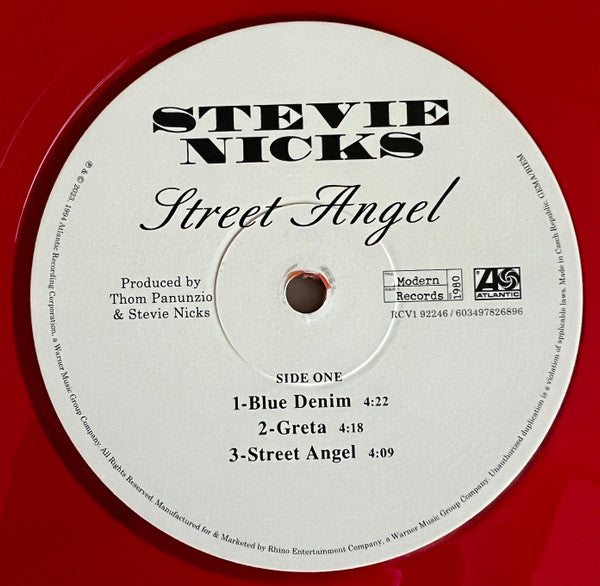 STEVIE
NICKS
Street Angel
Produced by
Thom Panunzio
& Stevie Nicks
Modern
Records
1980
ATLANTIC
RCV1 92246 / 603497826896
SIDE ONE
1-Blue Denim 4:22
2-Greta 4:18
3-Street Angel 4:09
℗ & © 2023, 1994 Atlantic Recording Corporation, a Warner Music Group Company. All Rights Reserved. Manufactured for & Marketed by Rhino Entertainment Company, a Warner Music Group Company. Unauthorized duplication is a violation of applicable laws. Made in Czech Republic.